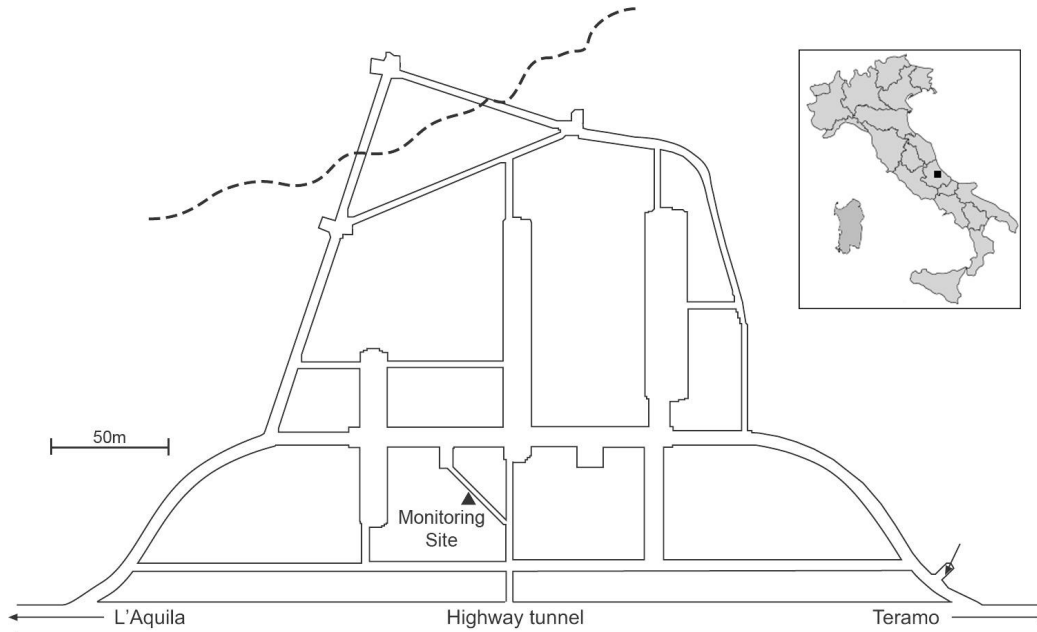 50m
Monitoring
Site
L'Aquila
Highway tunnel
Teramo